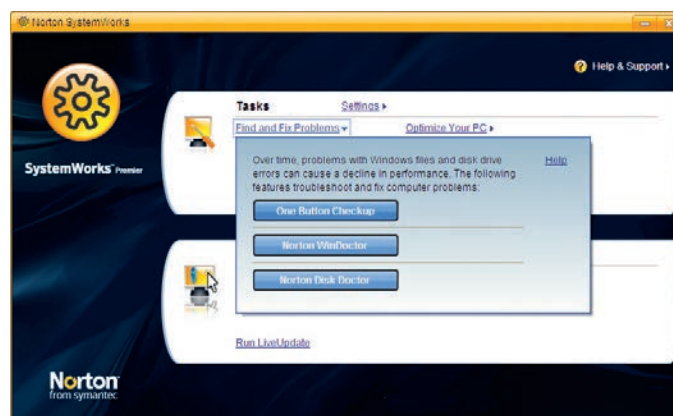 Norton SystemWorks
Help & Support
SystemWorks™ Premier
Tasks
Settings
Find and Fix Problems
Optimize Your PC
Over time, problems with Windows files and disk drive
errors can cause a decline in performance. The following
features troubleshoot and fix computer problems:
Help
One Button Checkup
Norton WinDoctor
Norton Disk Doctor
Run LiveUpdate
Norton
from symantec